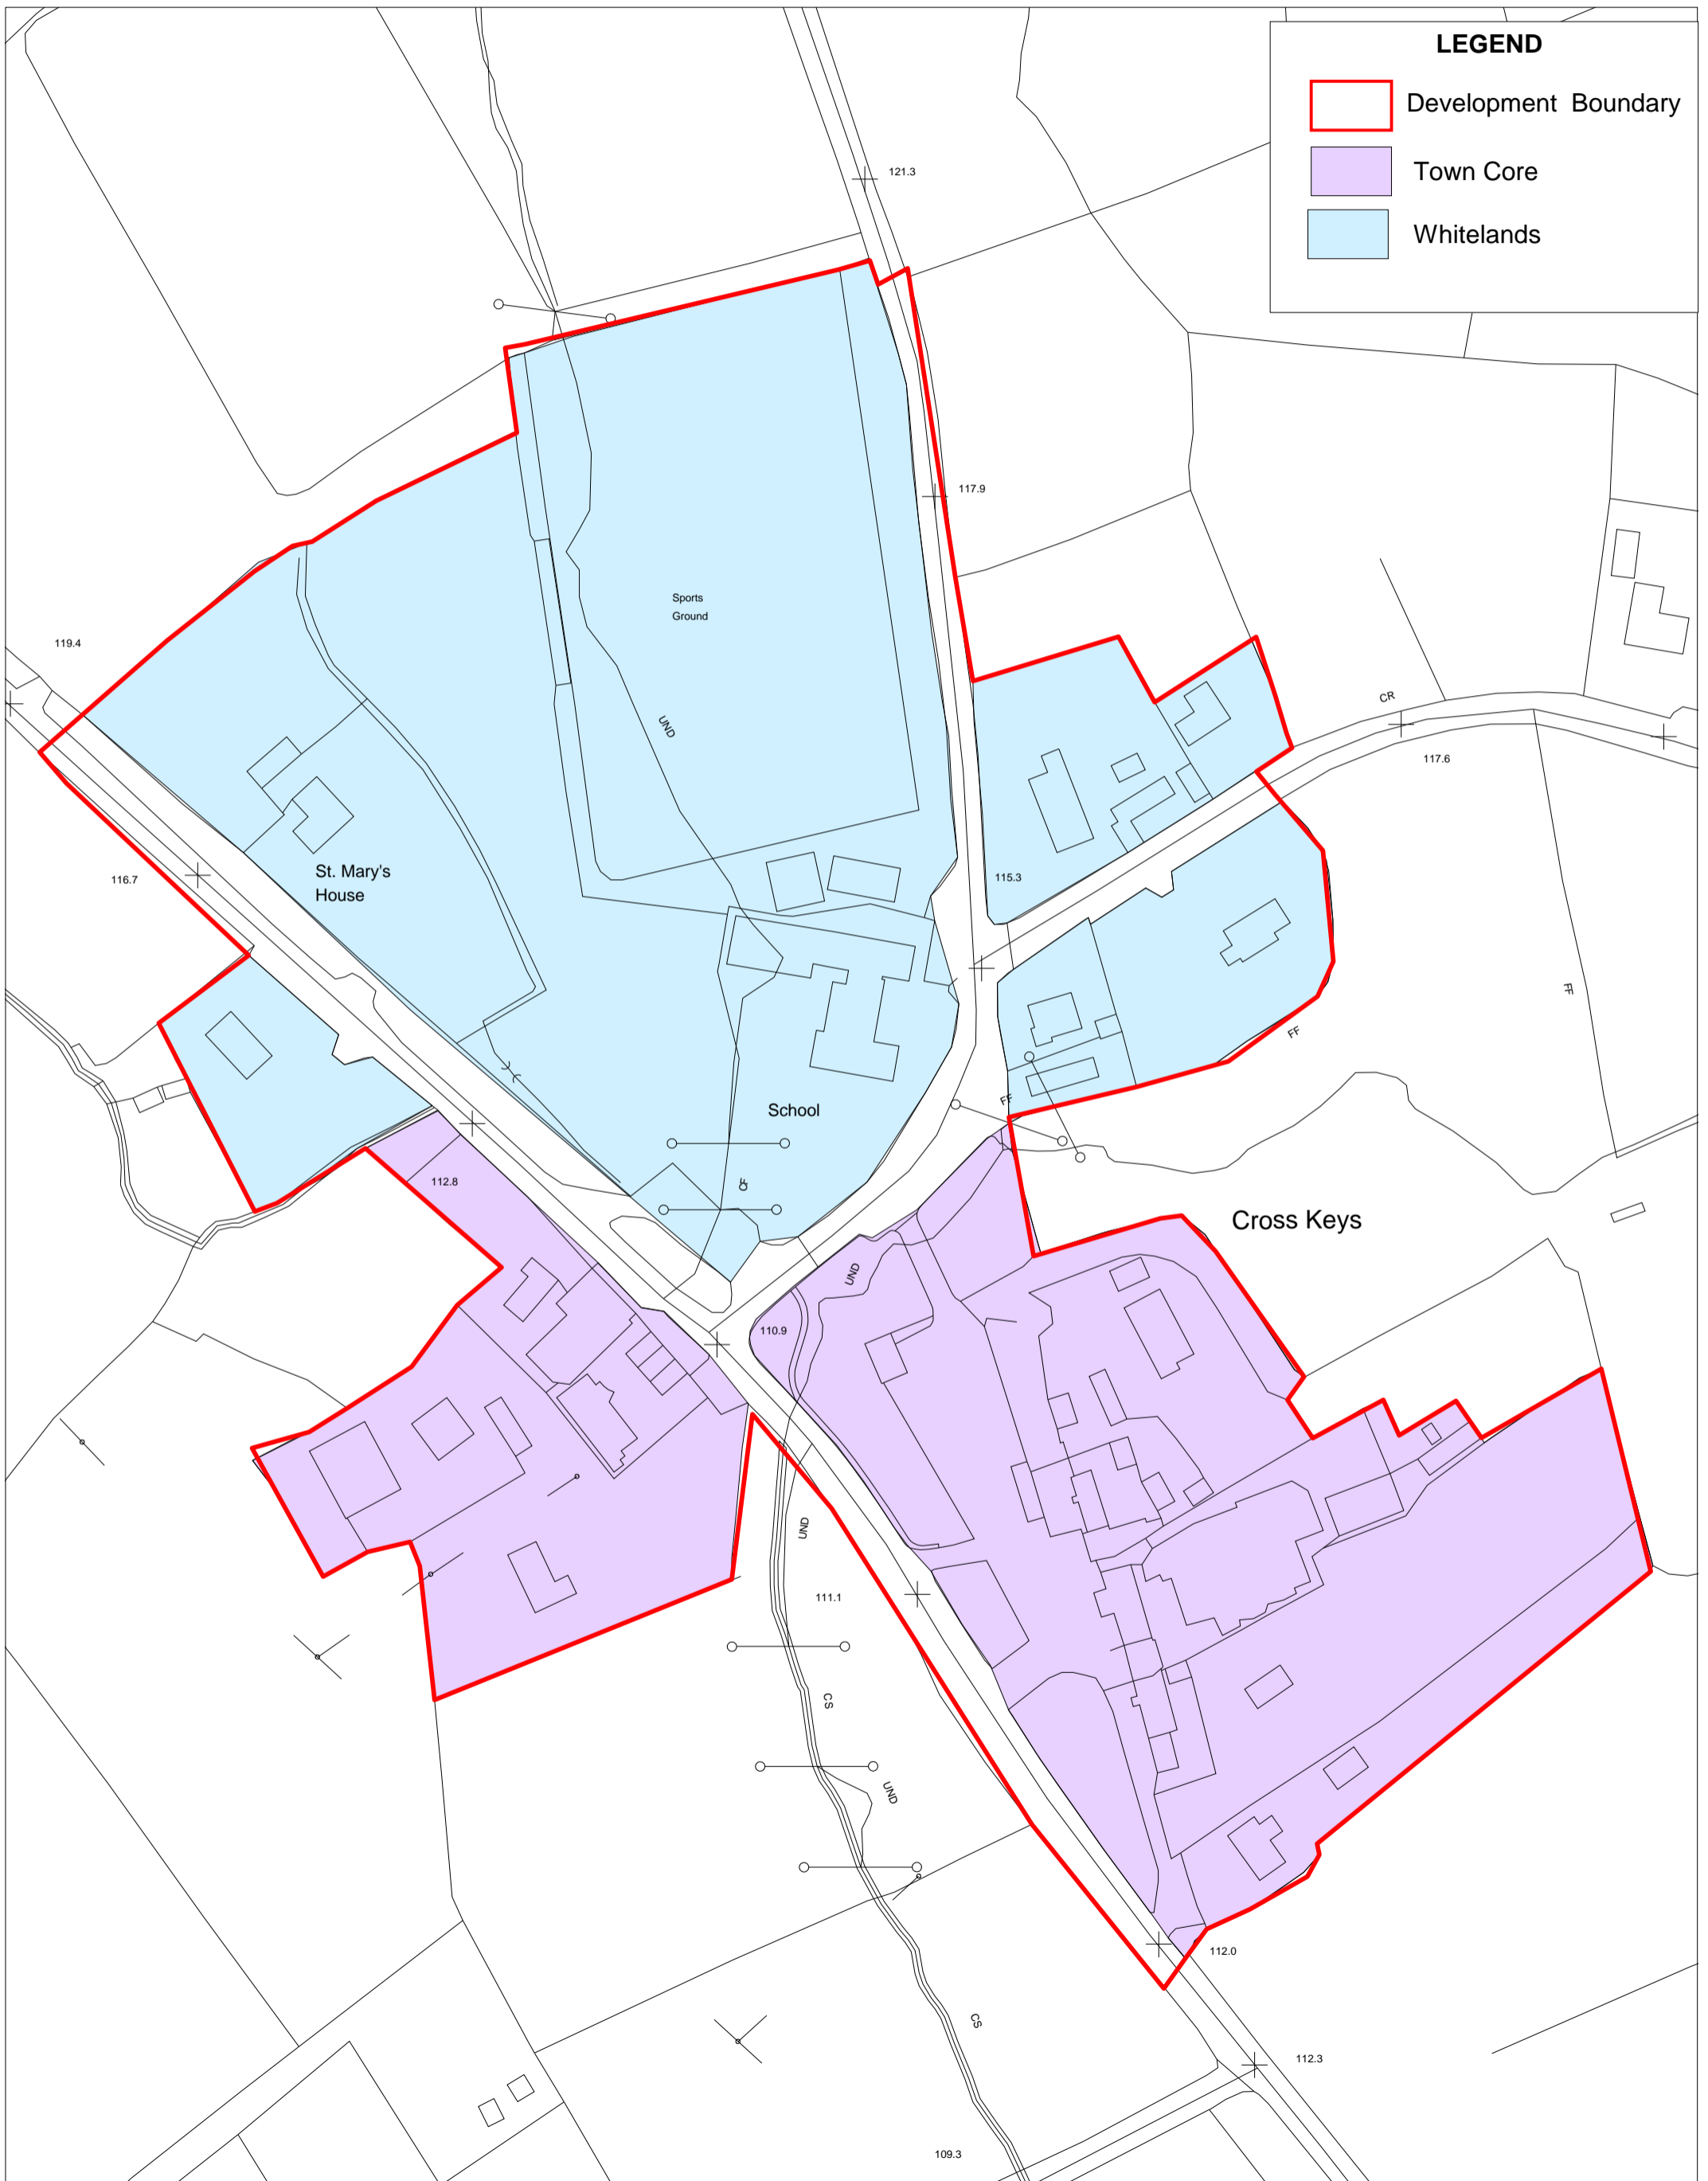 LEGEND
Development Boundary
Town Core
Whitelands
121.3
117.9
Sports
Ground
119.4
UND
CR
117.6
St. Mary's
House
116.7
115.3
FF
FF
FF
School
112.8
CF
Cross Keys
UND
110.9
UND
111.1
CS
UND
112.0
CS
112.3
109.3